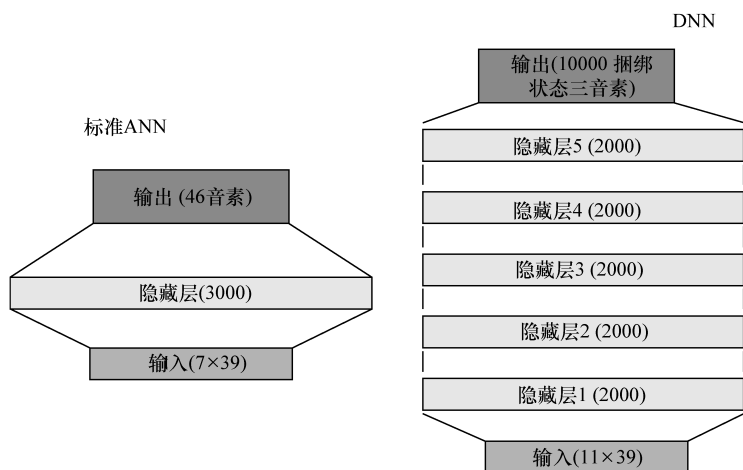 标准ANN
输出 (46音素)
隐藏层(3000)
输入(7×39)
DNN
输出(10000 捆绑
状态三音素)
隐藏层5 (2000)
隐藏层4 (2000)
隐藏层3 (2000)
隐藏层2 (2000)
隐藏层1 (2000)
输入(11×39)